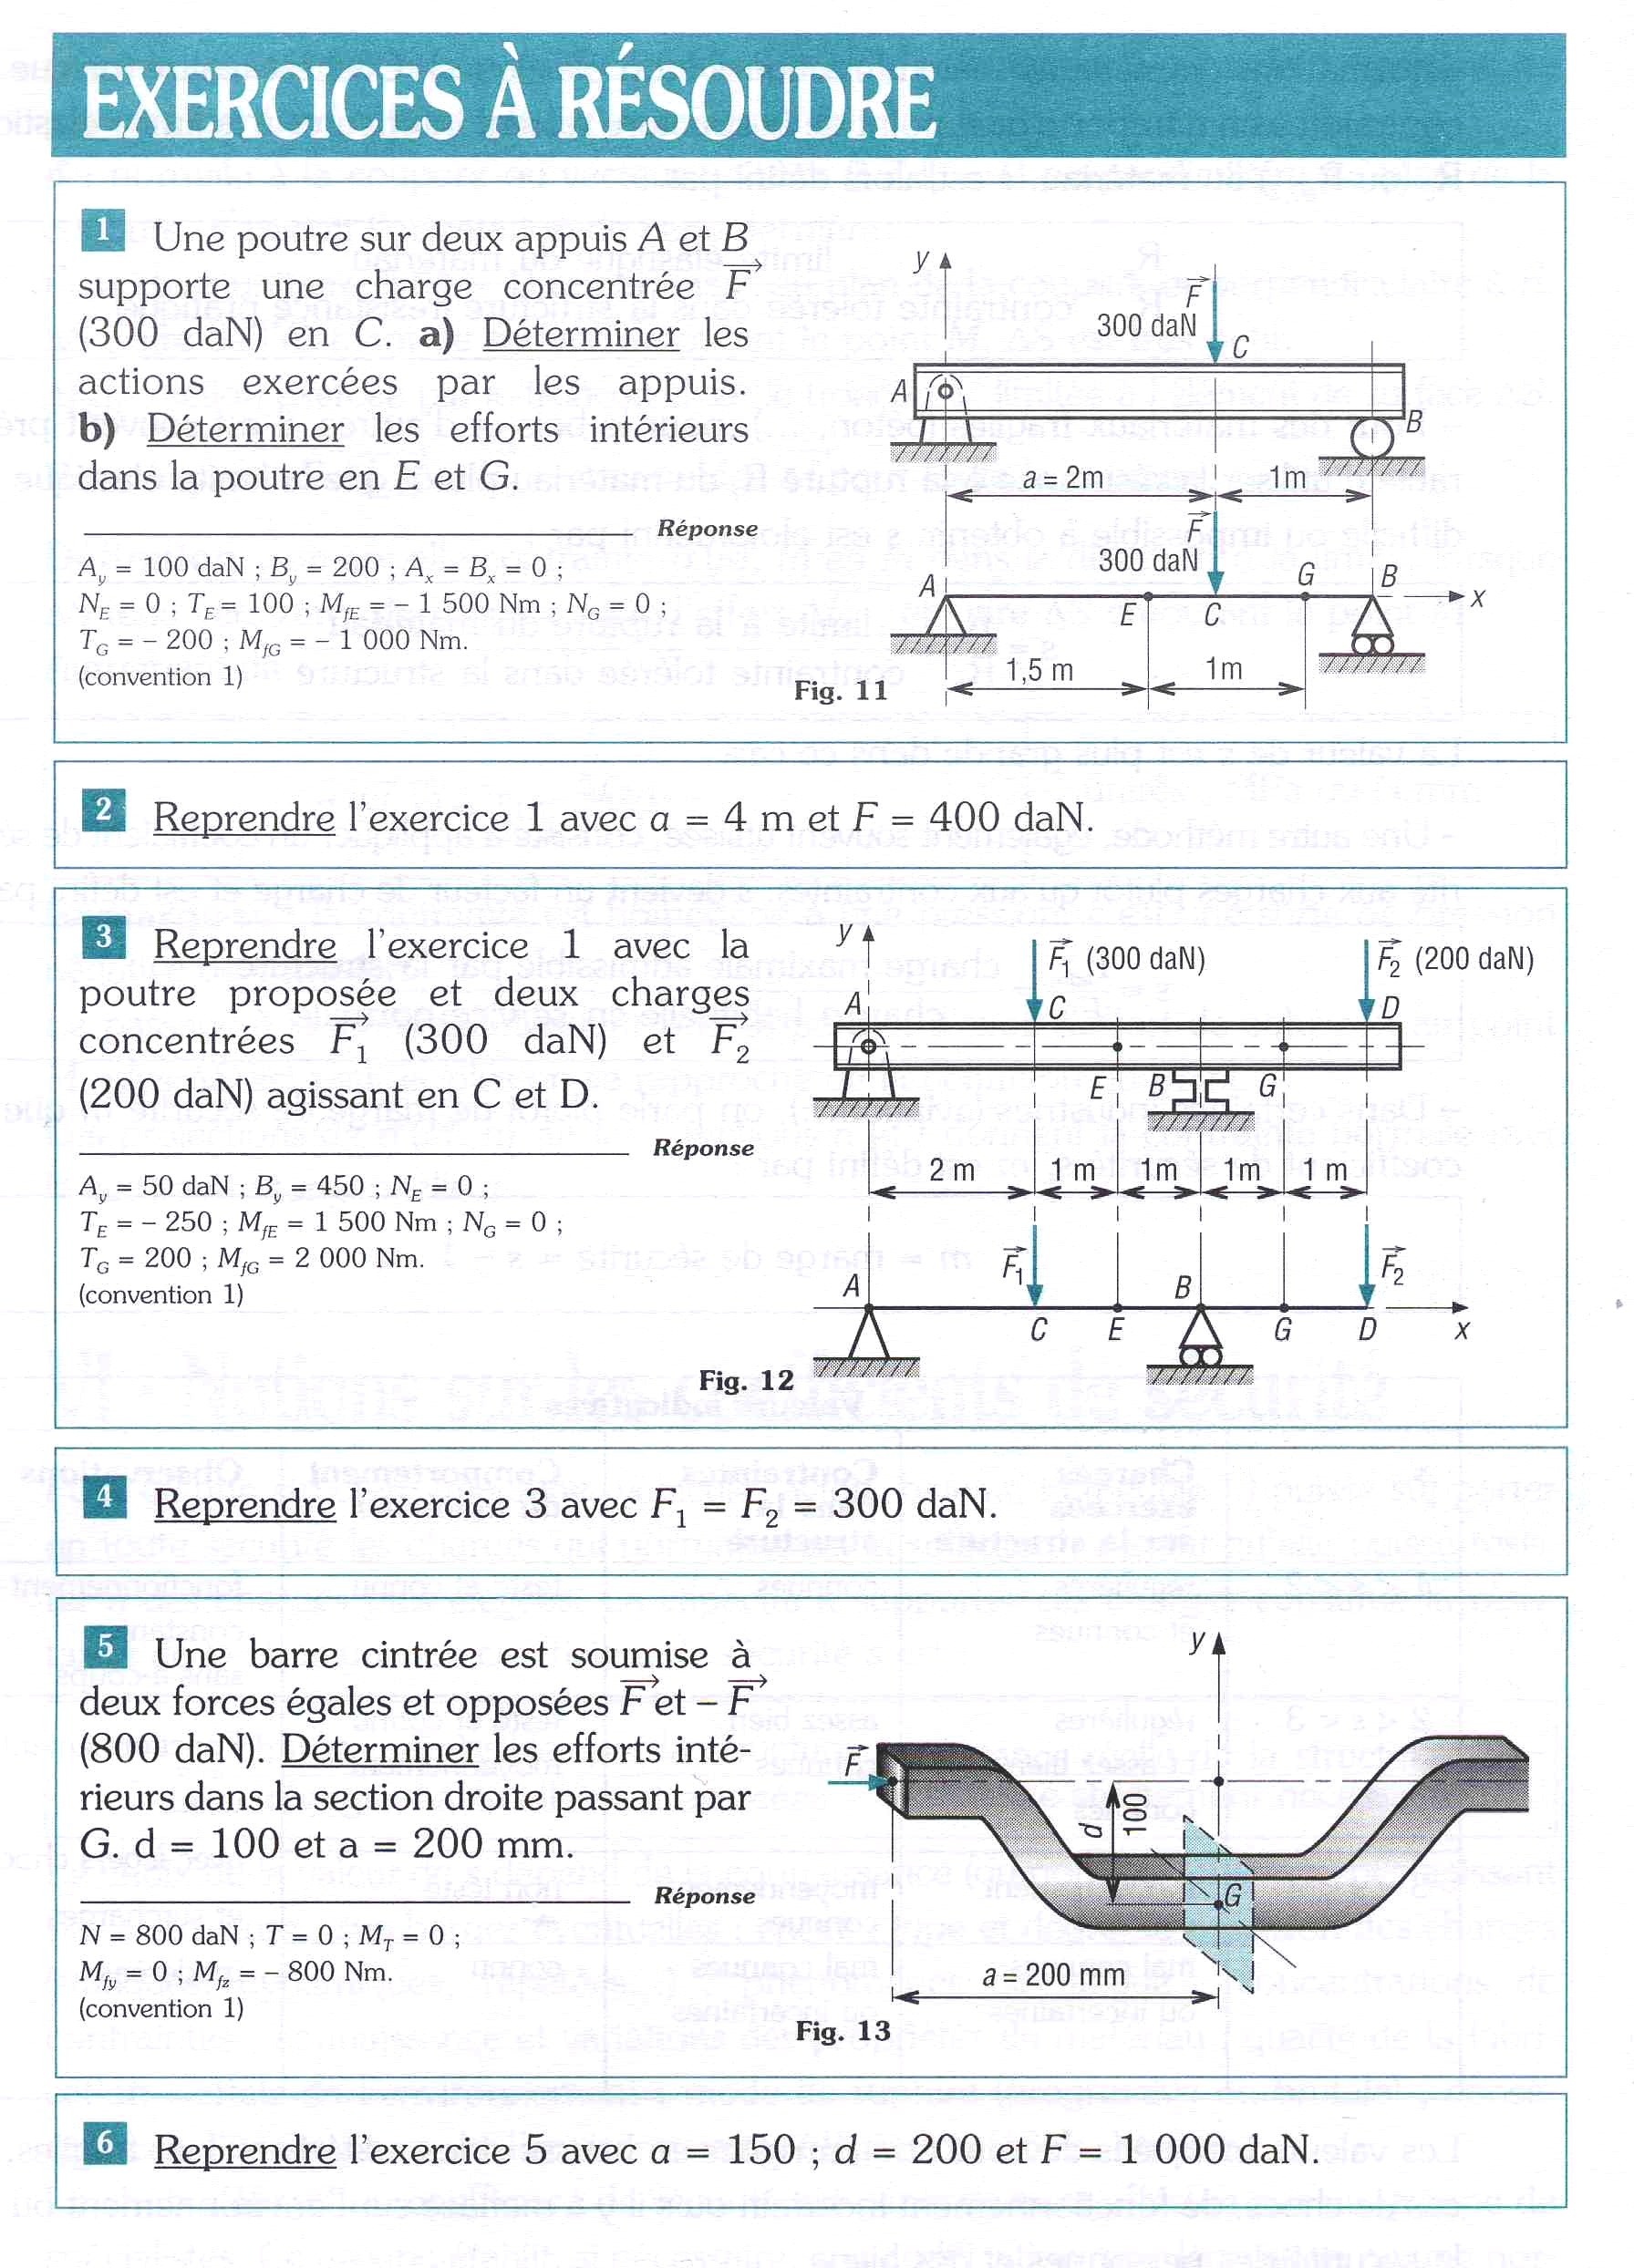 EXERCICES À RÉSOUDRE
1 Une poutre sur deux appuis A et B
supporte une charge concentrée F
(300 daN) en C. a) Déterminer les
actions exercées par les appuis.
b) Déterminer les efforts intérieurs
dans la poutre en E et G.
Réponse
A_y = 100 daN ; B_y = 200 ; A_x = B_x = 0 ;
N_E = 0 ; T_E = 100 ; M_fE = – 1 500 Nm ; N_G = 0 ;
T_G = – 200 ; M_fG = – 1 000 Nm.
(convention 1)
y
F
300 daN
C
A
B
a = 2m
1m
F
300 daN
A
G
B
x
E
C
1,5 m
1m
Fig. 11
2 Reprendre l'exercice 1 avec a = 4 m et F = 400 daN.
3 Reprendre l'exercice 1 avec la
poutre proposée et deux charges
concentrées F₁ (300 daN) et F₂
(200 daN) agissant en C et D.
Réponse
A_y = 50 daN ; B_y = 450 ; N_E = 0 ;
T_E = – 250 ; M_fE = 1 500 Nm ; N_G = 0 ;
T_G = 200 ; M_fG = 2 000 Nm.
(convention 1)
y
F₁ (300 daN)
F₂ (200 daN)
A
C
D
E
B
G
2 m
1 m
1m
1m
1 m
F₁
F₂
A
B
C
E
G
D
x
Fig. 12
4 Reprendre l'exercice 3 avec F₁ = F₂ = 300 daN.
5 Une barre cintrée est soumise à
deux forces égales et opposées F et – F
(800 daN). Déterminer les efforts inté-
rieurs dans la section droite passant par
G. d = 100 et a = 200 mm.
Réponse
N = 800 daN ; T = 0 ; M_T = 0 ;
M_fy = 0 ; M_fz = – 800 Nm.
(convention 1)
y
F
d
100
G
a = 200 mm
Fig. 13
6 Reprendre l'exercice 5 avec a = 150 ; d = 200 et F = 1 000 daN.